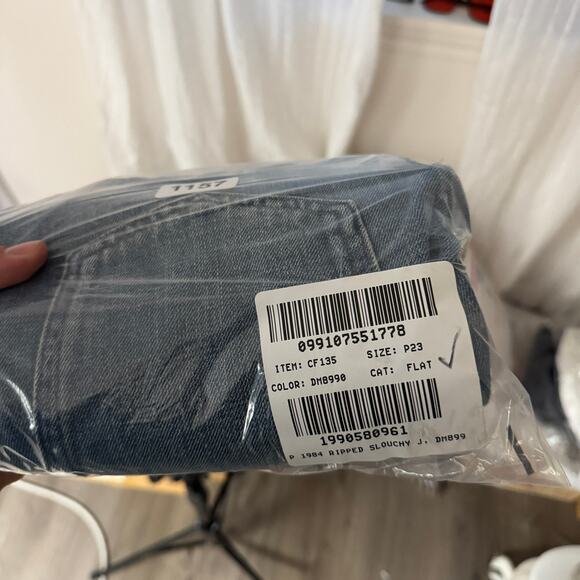 1157
099107551778
ITEM: CF135 SIZE: P23
COLOR: DM8990 CAT: FLAT
1990580961
P 1984 RIPPED SLOUCHY J. DM899